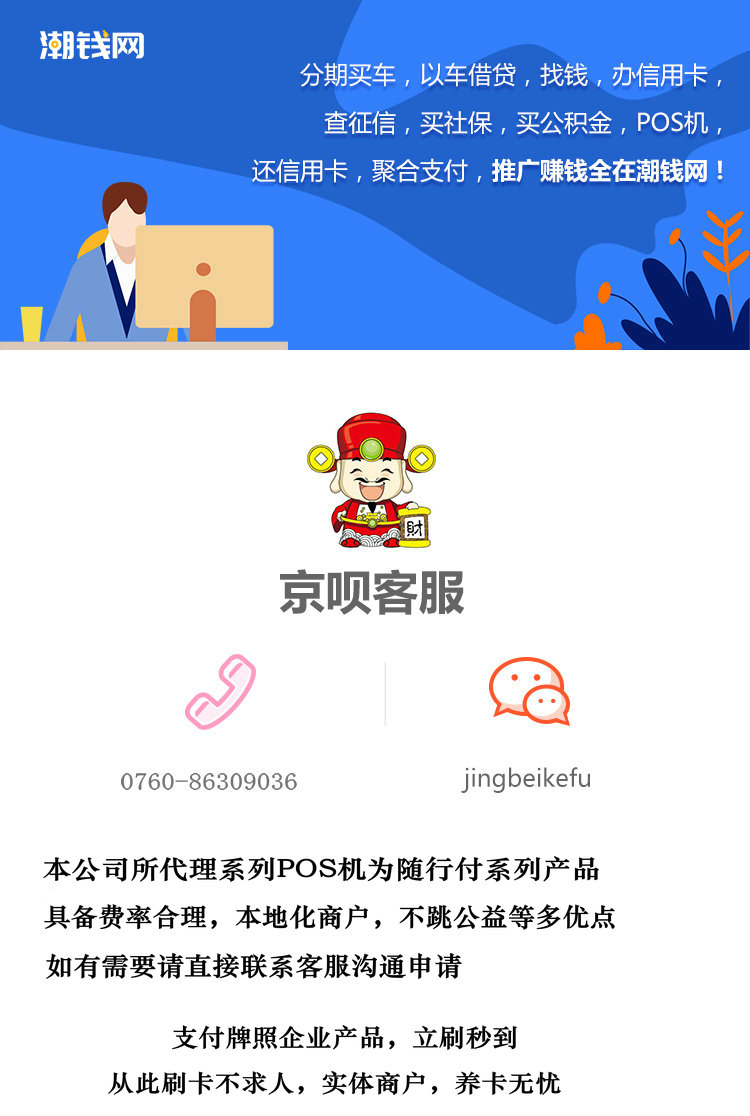 潮钱网
分期买车，以车借贷，找钱，办信用卡，
查征信，买社保，买公积金，POS机，
还信用卡，聚合支付，推广赚钱全在潮钱网！
財
京呗客服
0760-86309036
jingbeikefu
本公司所代理系列POS机为随行付系列产品
具备费率合理，本地化商户，不跳公益等多优点
如有需要请直接联系客服沟通申请
支付牌照企业产品，立刷秒到
从此刷卡不求人，实体商户，养卡无忧